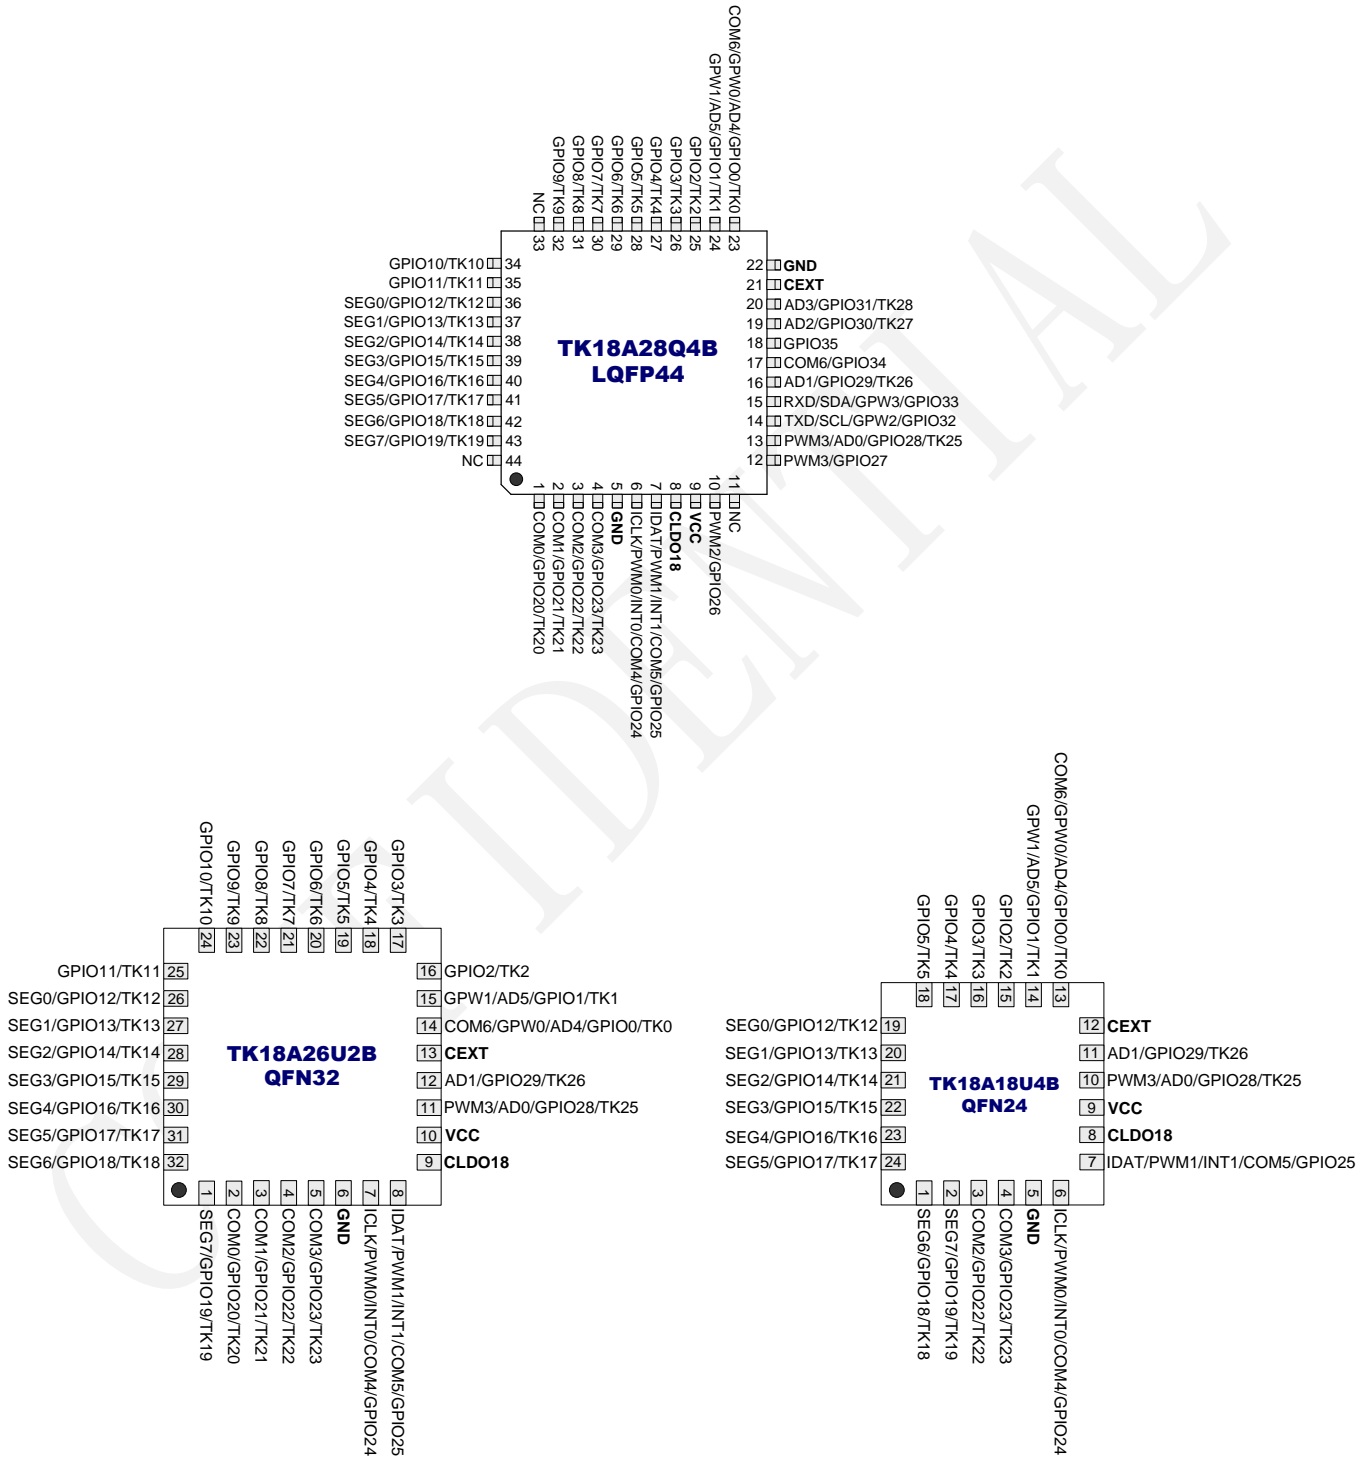 COM6/GPW0/AD4/GPIO0/TK0
GPW1/AD5/GPIO1/TK1
GPIO2/TK2
GPIO3/TK3
GPIO4/TK4
GPIO5/TK5
GPIO6/TK6
GPIO7/TK7
GPIO8/TK8
GPIO9/TK9
NC
33 32 31 30 29 28 27 26 25 24 23
GPIO10/TK10 34
GPIO11/TK11 35
SEG0/GPIO12/TK12 36
SEG1/GPIO13/TK13 37
SEG2/GPIO14/TK14 38
SEG3/GPIO15/TK15 39
SEG4/GPIO16/TK16 40
SEG5/GPIO17/TK17 41
SEG6/GPIO18/TK18 42
SEG7/GPIO19/TK19 43
NC 44
TK18A28Q4B
LQFP44
22 GND
21 CEXT
20 AD3/GPIO31/TK28
19 AD2/GPIO30/TK27
18 GPIO35
17 COM6/GPIO34
16 AD1/GPIO29/TK26
15 RXD/SDA/GPW3/GPIO33
14 TXD/SCL/GPW2/GPIO32
13 PWM3/AD0/GPIO28/TK25
12 PWM3/GPIO27
1 COM0/GPIO20/TK20
2 COM1/GPIO21/TK21
3 COM2/GPIO22/TK22
4 COM3/GPIO23/TK23
5 GND
6 ICLK/PWM0/INT0/COM4/GPIO24
7 IDAT/PWM1/INT1/COM5/GPIO25
8 CLDO18
9 VCC
10 PWM2/GPIO26
11 NC
GPIO10/TK10 24
GPIO9/TK9 23
GPIO8/TK8 22
GPIO7/TK7 21
GPIO6/TK6 20
GPIO5/TK5 19
GPIO4/TK4 18
GPIO3/TK3 17
GPIO11/TK11 25
SEG0/GPIO12/TK12 26
SEG1/GPIO13/TK13 27
SEG2/GPIO14/TK14 28
SEG3/GPIO15/TK15 29
SEG4/GPIO16/TK16 30
SEG5/GPIO17/TK17 31
SEG6/GPIO18/TK18 32
TK18A26U2B
QFN32
16 GPIO2/TK2
15 GPW1/AD5/GPIO1/TK1
14 COM6/GPW0/AD4/GPIO0/TK0
13 CEXT
12 AD1/GPIO29/TK26
11 PWM3/AD0/GPIO28/TK25
10 VCC
9 CLDO18
1 SEG7/GPIO19/TK19
2 COM0/GPIO20/TK20
3 COM1/GPIO21/TK21
4 COM2/GPIO22/TK22
5 COM3/GPIO23/TK23
6 GND
7 ICLK/PWM0/INT0/COM4/GPIO24
8 IDAT/PWM1/INT1/COM5/GPIO25
GPIO5/TK5 18
GPIO4/TK4 17
GPIO3/TK3 16
GPIO2/TK2 15
GPW1/AD5/GPIO1/TK1 14
COM6/GPW0/AD4/GPIO0/TK0 13
SEG0/GPIO12/TK12 19
SEG1/GPIO13/TK13 20
SEG2/GPIO14/TK14 21
SEG3/GPIO15/TK15 22
SEG4/GPIO16/TK16 23
SEG5/GPIO17/TK17 24
TK18A18U4B
QFN24
12 CEXT
11 AD1/GPIO29/TK26
10 PWM3/AD0/GPIO28/TK25
9 VCC
8 CLDO18
7 IDAT/PWM1/INT1/COM5/GPIO25
1 SEG6/GPIO18/TK18
2 SEG7/GPIO19/TK19
3 COM2/GPIO22/TK22
4 COM3/GPIO23/TK23
5 GND
6 ICLK/PWM0/INT0/COM4/GPIO24